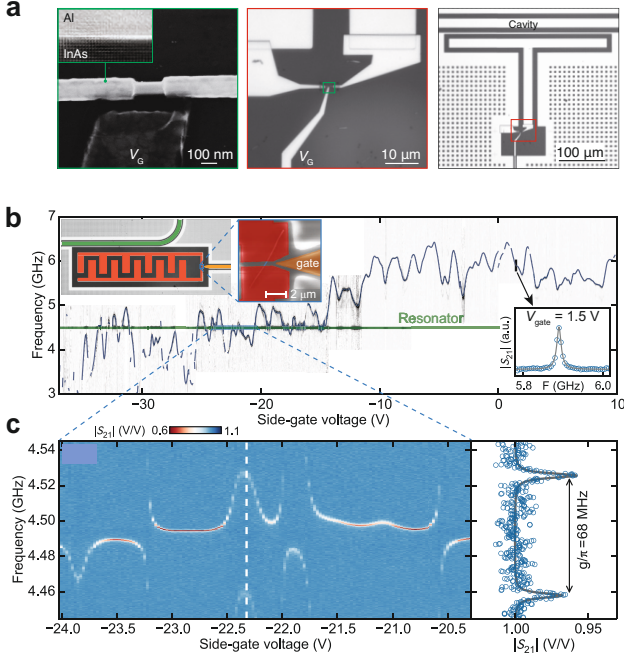 a
Al
InAs
V_G
100 nm
V_G
10 µm
Cavity
100 µm
b
7
6
5
4
3
Frequency (GHz)
gate
2 µm
Resonator
V_gate = 1.5 V
|S21| (a.u.)
5.8 F (GHz) 6.0
−30 −20 −10 0 10
Side-gate voltage (V)
c
|S21| (V/V)
0.6 1.1
4.54
4.52
4.50
4.48
4.46
Frequency (GHz)
−24.0 −23.5 −23.0 −22.5 −22.0 −21.5 −21.0 −20.5
Side-gate voltage (V)
g/π=68 MHz
1.00 0.95
|S21| (V/V)